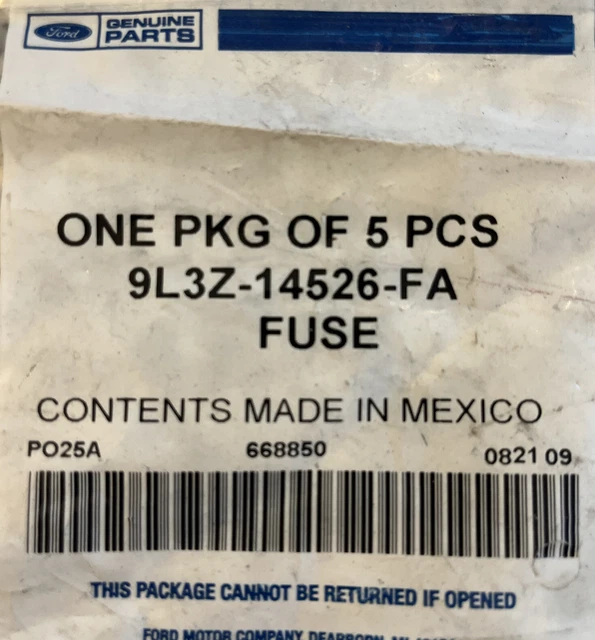 Ford GENUINE PARTS
ONE PKG OF 5 PCS
9L3Z-14526-FA
FUSE
CONTENTS MADE IN MEXICO
PO25A 668850 0821 09
THIS PACKAGE CANNOT BE RETURNED IF OPENED
FORD MOTOR COMPANY, DEARBORN, MI